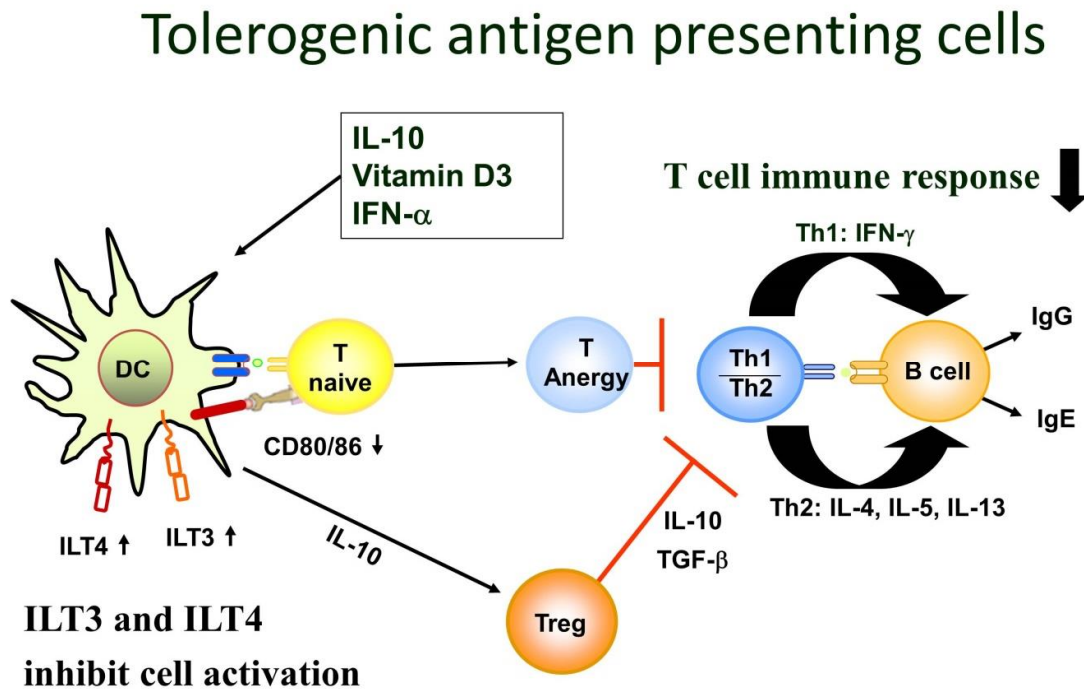 Tolerogenic antigen presenting cells
IL-10
Vitamin D3
IFN-α
T cell immune response
Th1: IFN-γ
DC
T
naive
T
Anergy
Th1
Th2
B cell
IgG
IgE
CD80/86 ↓
ILT4 ↑
ILT3 ↑
IL-10
IL-10
TGF-β
Th2: IL-4, IL-5, IL-13
Treg
ILT3 and ILT4
inhibit cell activation